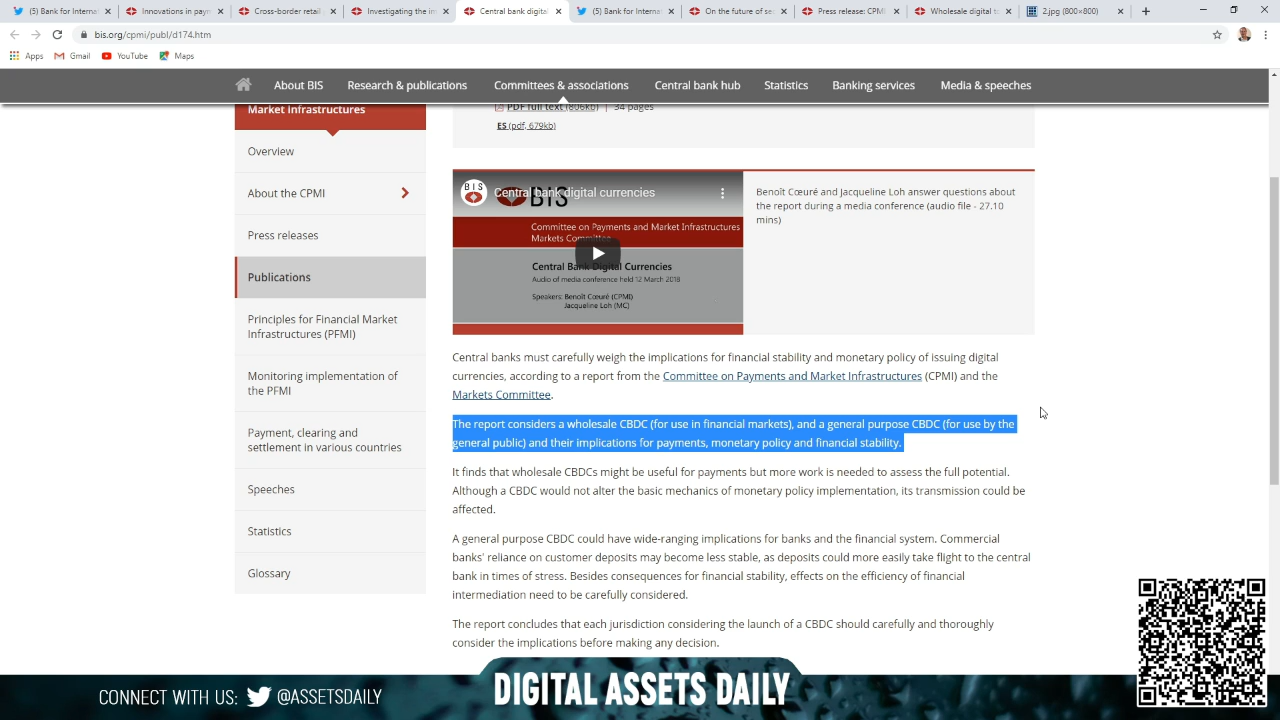 (5) Bank for Internati
Innovations in paym
Cross-border retail p
Investigating the imp
Central bank digital c
(5) Bank for Internati
On the future of secu
Press release: CPMI
Wholesale digital to
2.jpg (800×800)
bis.org/cpmi/publ/d174.htm
Apps
Gmail
YouTube
Maps
About BIS
Research & publications
Committees & associations
Central bank hub
Statistics
Banking services
Media & speeches
Market Infrastructures
Overview
About the CPMI
Press releases
Publications
Principles for Financial Market
Infrastructures (PFMI)
Monitoring implementation of
the PFMI
Payment, clearing and
settlement in various countries
Speeches
Statistics
Glossary
PDF full text (806kb) | 34 pages
ES (pdf, 679kb)
BIS
Central bank digital currencies
BIS
Committee on Payments and Market Infrastructures
Markets Committee
Central Bank Digital Currencies
Audio of media conference held 12 March 2018
Speakers: Benoît Cœuré (CPMI)
Jacqueline Loh (MC)
Benoît Cœuré and Jacqueline Loh answer questions about
the report during a media conference (audio file - 27.10
mins)
Central banks must carefully weigh the implications for financial stability and monetary policy of issuing digital
currencies, according to a report from the Committee on Payments and Market Infrastructures (CPMI) and the
Markets Committee.
The report considers a wholesale CBDC (for use in financial markets), and a general purpose CBDC (for use by the
general public) and their implications for payments, monetary policy and financial stability.
It finds that wholesale CBDCs might be useful for payments but more work is needed to assess the full potential.
Although a CBDC would not alter the basic mechanics of monetary policy implementation, its transmission could be
affected.
A general purpose CBDC could have wide-ranging implications for banks and the financial system. Commercial
banks' reliance on customer deposits may become less stable, as deposits could more easily take flight to the central
bank in times of stress. Besides consequences for financial stability, effects on the efficiency of financial
intermediation need to be carefully considered.
The report concludes that each jurisdiction considering the launch of a CBDC should carefully and thoroughly
consider the implications before making any decision.
CONNECT WITH US: @ASSETSDAILY
DIGITAL ASSETS DAILY